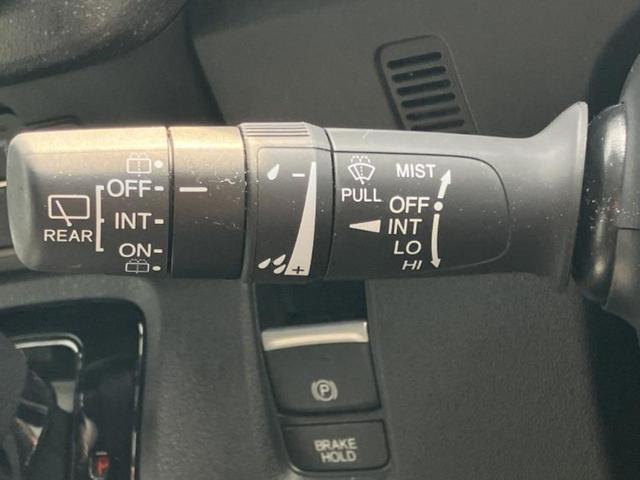 OFF
INT
ON
REAR
−
+
PULL
MIST
OFF
INT
LO
HI
P
BRAKE
HOLD
P